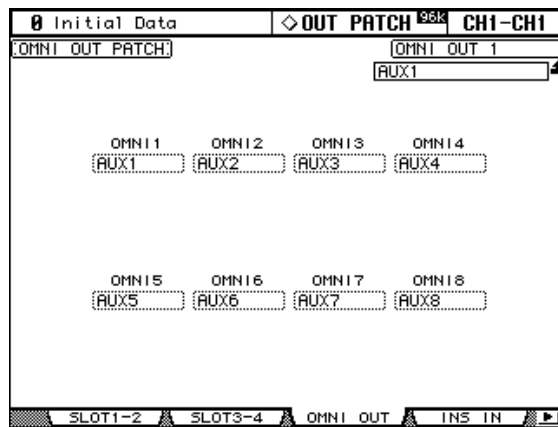 0 Initial Data ◇OUT PATCH 96k CH1-CH1
OMNI OUT PATCH OMNI OUT 1
AUX1
OMNI1 OMNI2 OMNI3 OMNI4
AUX1 AUX2 AUX3 AUX4
OMNI5 OMNI6 OMNI7 OMNI8
AUX5 AUX6 AUX7 AUX8
SLOT1-2 SLOT3-4 OMNI OUT INS IN